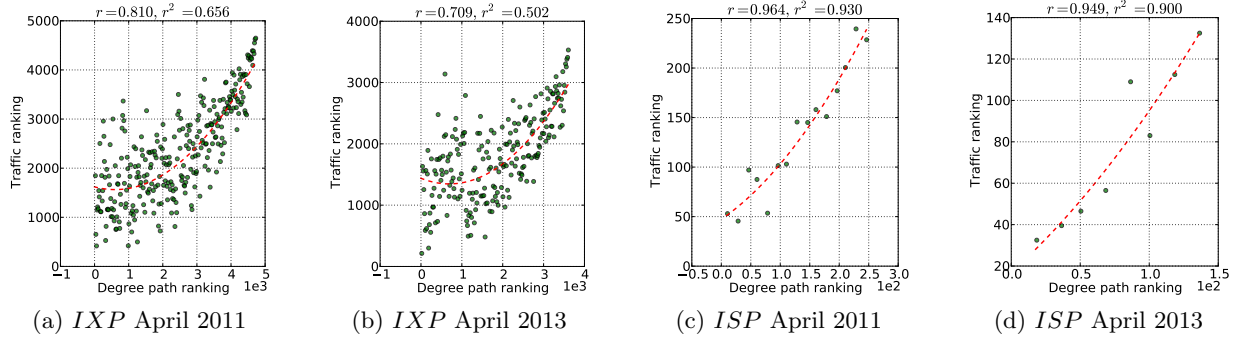 r=0.810, r² =0.656
Traffic ranking
5000
4000
3000
2000
1000
0
−1 0 1 2 3 4 5
1e3
Degree path ranking
(a) IXP April 2011
r=0.709, r² =0.502
Traffic ranking
4000
3000
2000
1000
0
−1 0 1 2 3 4
1e3
Degree path ranking
(b) IXP April 2013
r=0.964, r² =0.930
Traffic ranking
250
200
150
100
50
0
−0.5 0.0 0.5 1.0 1.5 2.0 2.5 3.0
1e2
Degree path ranking
(c) ISP April 2011
r=0.949, r² =0.900
Traffic ranking
140
120
100
80
60
40
20
0.0 0.5 1.0 1.5
1e2
Degree path ranking
(d) ISP April 2013